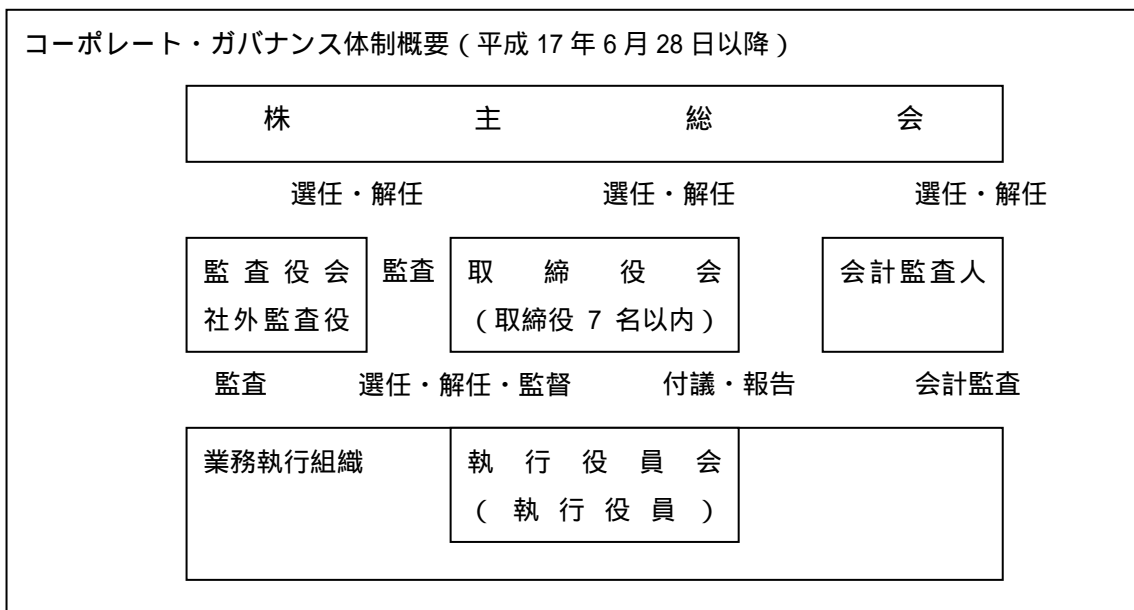 コーポレート・ガバナンス体制概要（平成 17 年 6 月 28 日以降）
株主総会
選任・解任 選任・解任 選任・解任
監査役会 監査 取締役会 会計監査人
社外監査役 （取締役 7 名以内）
監査 選任・解任・監督 付議・報告 会計監査
業務執行組織 執行役員会
（執行役員）